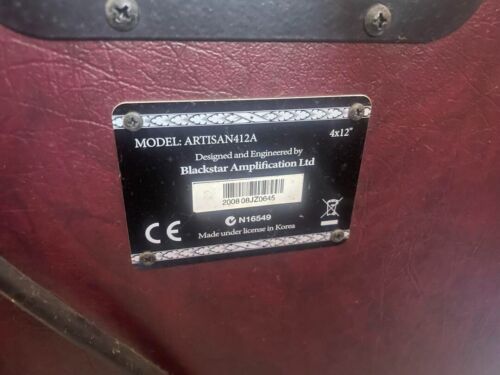 MODEL: ARTISAN412A 4x12"
Designed and Engineered by
Blackstar Amplification Ltd
2008 08JZ0645
N16549
CE
Made under license in Korea